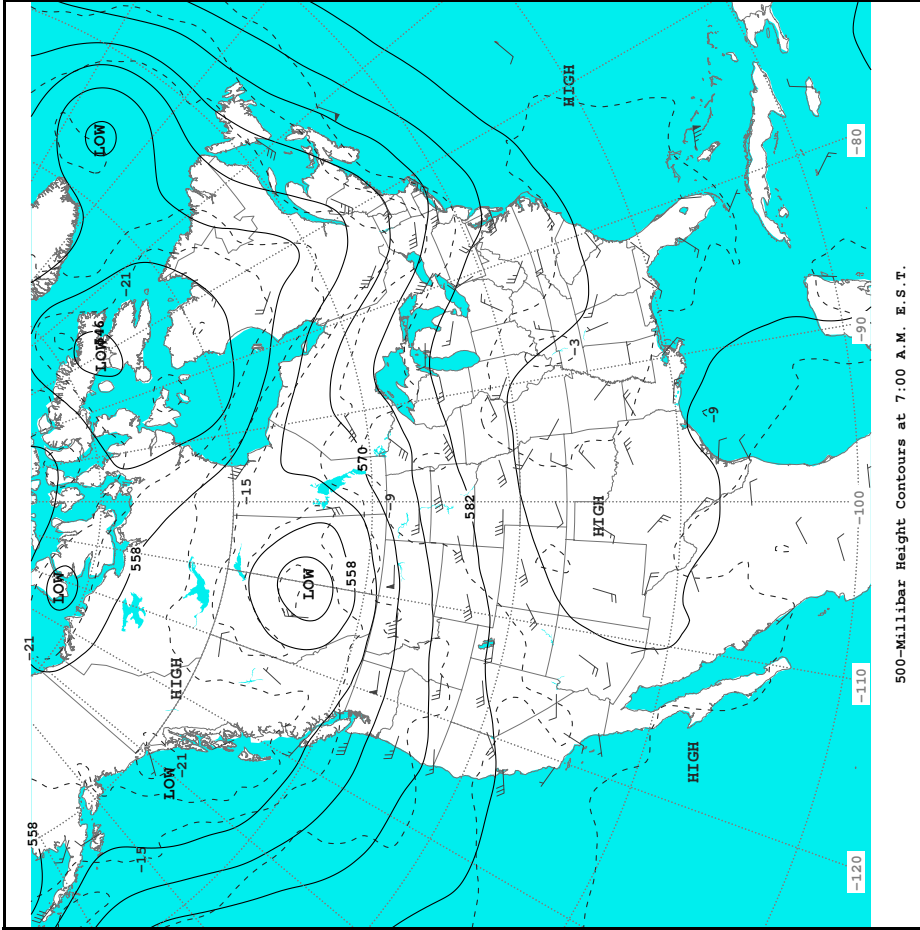 HIGH
LOW
-80
-21
546
LOW
-3
-90
-9
570
-15
-9
582
HIGH
-100
558
558
LOW
LOW
-21
HIGH
-110
HIGH
LOW
-21
558
-15
-120
500-Millibar Height Contours at 7:00 A.M. E.S.T.